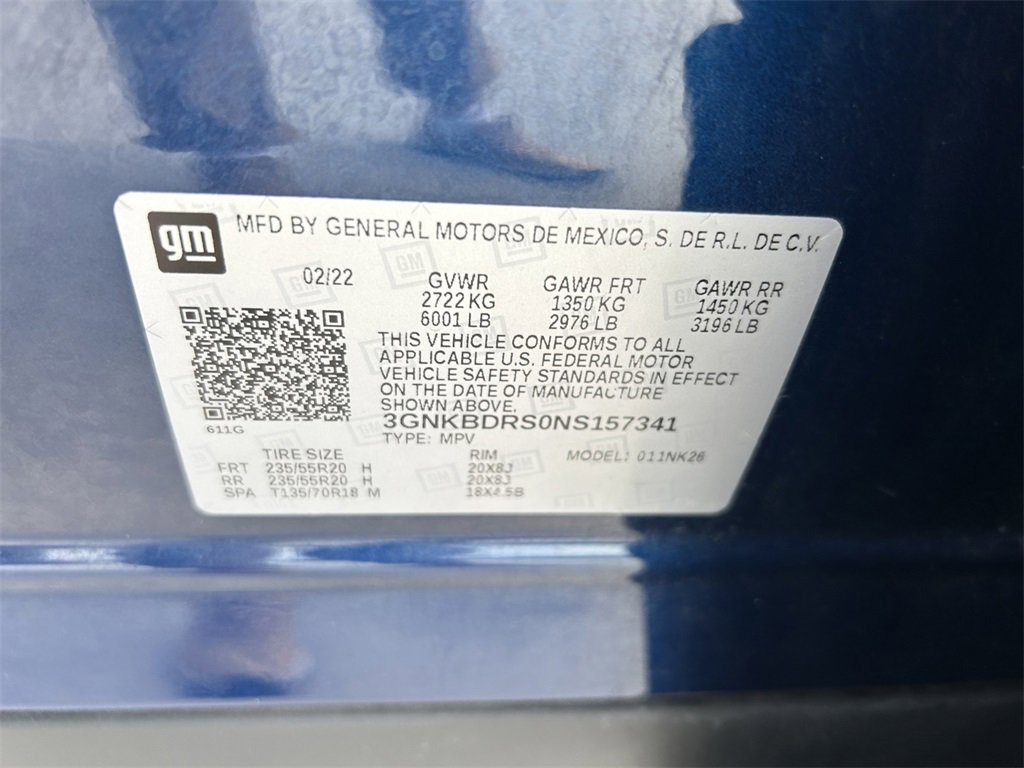 gm
MFD BY GENERAL MOTORS DE MEXICO, S. DE R.L. DE C.V.
02/22
GVWR GAWR FRT GAWR RR
2722 KG 1350 KG 1450 KG
6001 LB 2976 LB 3196 LB
THIS VEHICLE CONFORMS TO ALL
APPLICABLE U.S. FEDERAL MOTOR
VEHICLE SAFETY STANDARDS IN EFFECT
ON THE DATE OF MANUFACTURE
SHOWN ABOVE.
611G
3GNKBDRS0NS157341
TYPE: MPV
MODEL: 011NK26
TIRE SIZE RIM
FRT 235/55R20 H 20X8J
RR 235/55R20 H 20X8J
SPA T135/70R18 M 18X4.5B